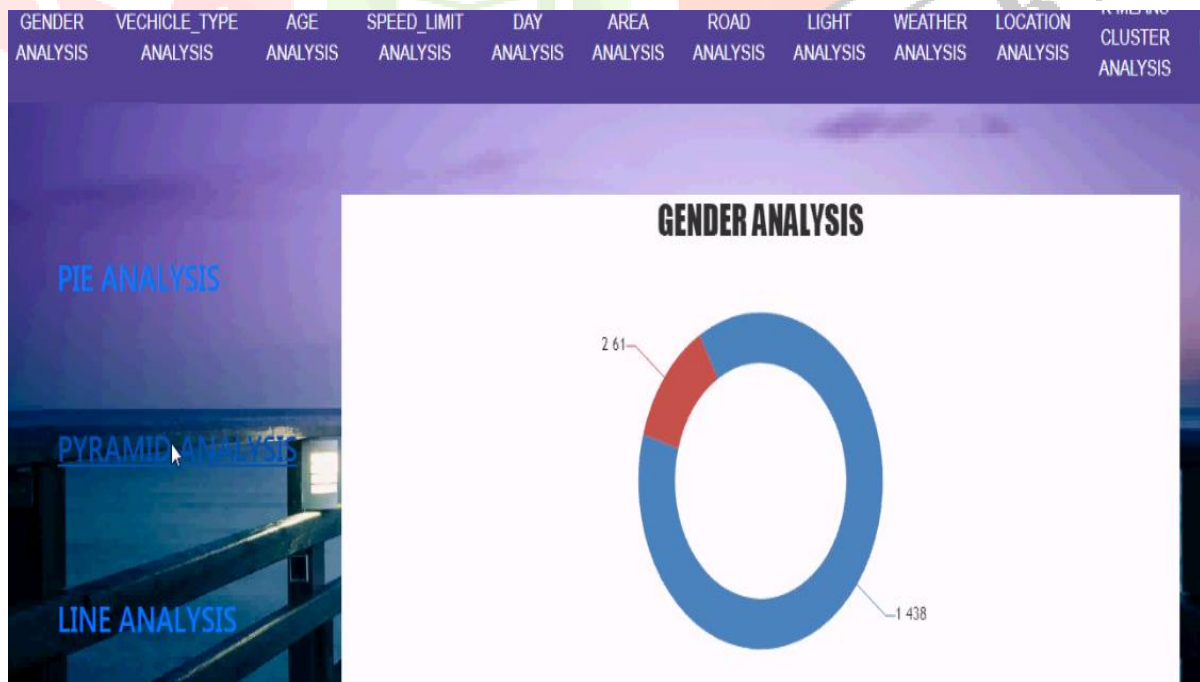 GENDER ANALYSIS
VECHICLE_TYPE ANALYSIS
AGE ANALYSIS
SPEED_LIMIT ANALYSIS
DAY ANALYSIS
AREA ANALYSIS
ROAD ANALYSIS
LIGHT ANALYSIS
WEATHER ANALYSIS
LOCATION ANALYSIS
K-MEANS
CLUSTER
ANALYSIS
GENDER ANALYSIS
PIE ANALYSIS
2 61
PYRAMID ANALYSIS
LINE ANALYSIS
1 438